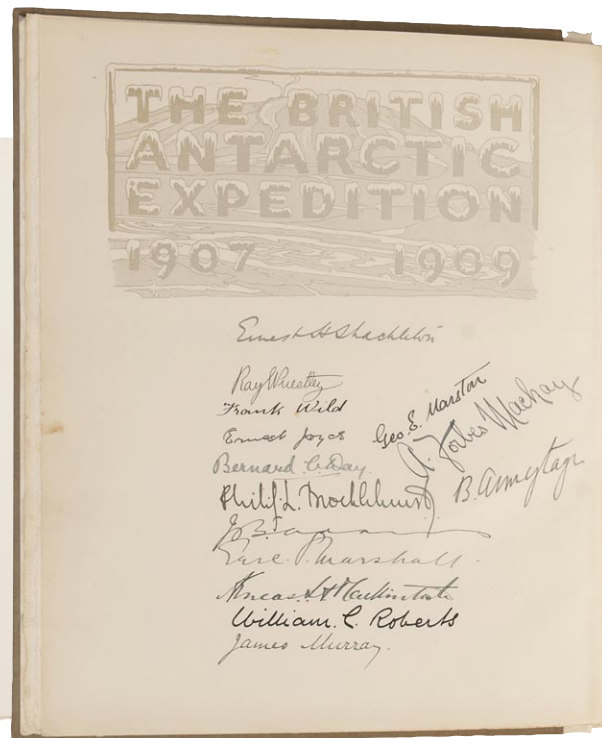 THE BRITISH
ANTARCTIC
EXPEDITION
1907 1909
Ernest H Shackleton
Ray E Priestley
Frank Wild
Ernest Joyce
Geo. E. Marston
A. Forbes Mackay
Bernard C. Day.
Philip L. Brocklehurst
B. Armytage
J B
Eric P. Marshall.
Æneas L A Mackintosh
William. C. Roberts
James Murray.